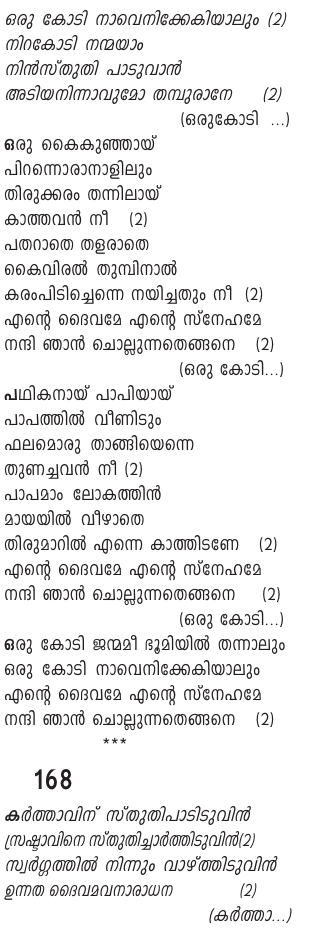 ഒരു കോടി നാവെനിക്കേകിയാലും (2)
നിറകോടി നന്മയാം
നിൻസ്തുതി പാടുവാൻ
അടിയനിന്നാവുമോ തമ്പുരാനേ (2)
(ഒരുകോടി ...)
ഒരു കൈകുഞ്ഞായ്
പിറന്നൊരാനാളിലും
തിരുക്കരം തന്നിലായ്
കാത്തവൻ നീ (2)
പതറാതെ തളരാതെ
കൈവിരൽ തുമ്പിനാൽ
കരംപിടിച്ചെന്നെ നയിച്ചതും നീ (2)
എന്റെ ദൈവമേ എന്റെ സ്നേഹമേ
നന്ദി ഞാൻ ചൊല്ലുന്നതെങ്ങനെ (2)
(ഒരു കോടി...)
പഥികനായ് പാപിയായ്
പാപത്തിൽ വീണിടും
ഫലമൊരു താങ്ങിയെന്നെ
തുണച്ചവൻ നീ (2)
പാപമാം ലോകത്തിൻ
മായയിൽ വീഴാതെ
തിരുമാറിൽ എന്നെ കാത്തിടണേ (2)
എന്റെ ദൈവമേ എന്റെ സ്നേഹമേ
നന്ദി ഞാൻ ചൊല്ലുന്നതെങ്ങനെ (2)
(ഒരു കോടി...)
ഒരു കോടി ജന്മമീ ഭൂമിയിൽ തന്നാലും
ഒരു കോടി നാവെനിക്കേകിയാലും
എന്റെ ദൈവമേ എന്റെ സ്നേഹമേ
നന്ദി ഞാൻ ചൊല്ലുന്നതെങ്ങനെ (2)
***
168
കർത്താവിന് സ്തുതിപാടിടുവിൻ
സ്രഷ്ടാവിനെ സ്തുതിച്ചാർത്തിടുവിൻ(2)
സ്വർഗ്ഗത്തിൽ നിന്നും വാഴ്ത്തിടുവിൻ
ഉന്നത ദൈവമവനാരാധന (2)
(കർത്താ...)